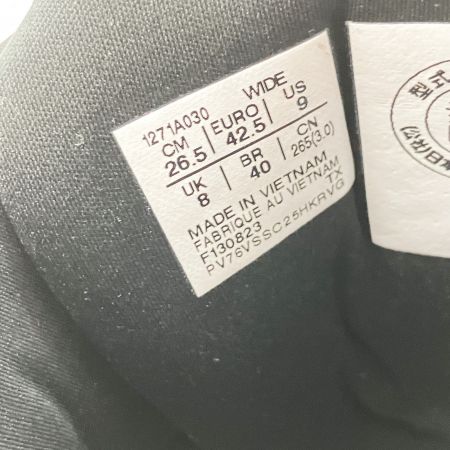 1271A030 WIDE
CM EURO US
26.5 42.5 9
UK BR CN
8 40 265(3.0)
MADE IN VIETNAM
FABRIQUE AU VIETNAM
F130823 TX
PV76VSSC25HKRVG